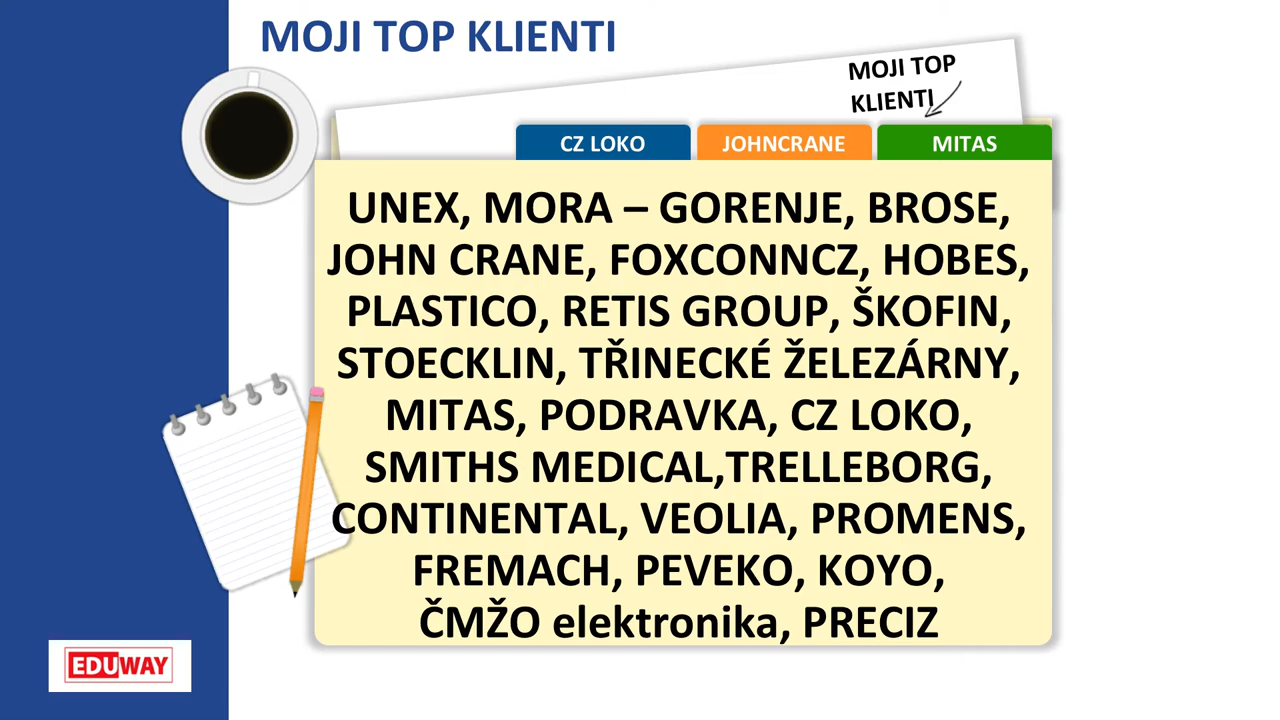 MOJI TOP KLIENTI
MOJI TOP
KLIENTI
CZ LOKO
JOHNCRANE
MITAS
UNEX, MORA – GORENJE, BROSE,
JOHN CRANE, FOXCONNCZ, HOBES,
PLASTICO, RETIS GROUP, ŠKOFIN,
STOECKLIN, TŘINECKÉ ŽELEZÁRNY,
MITAS, PODRAVKA, CZ LOKO,
SMITHS MEDICAL,TRELLEBORG,
CONTINENTAL, VEOLIA, PROMENS,
FREMACH, PEVEKO, KOYO,
ČMŽO elektronika, PRECIZ
EDUWAY